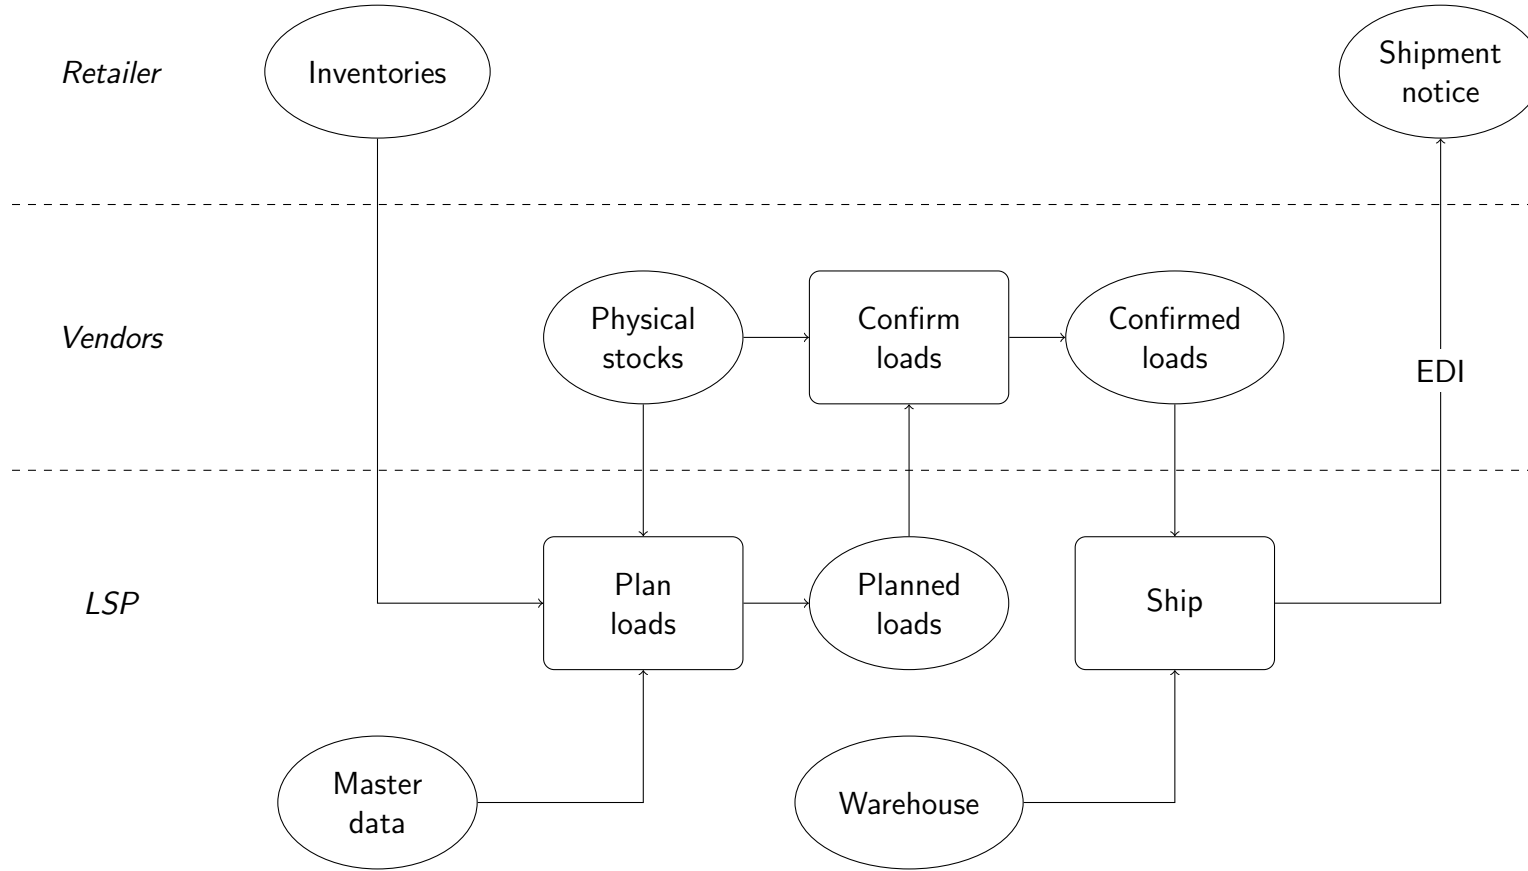 Retailer
Inventories
Shipment
notice
Vendors
Physical
stocks
Confirm
loads
Confirmed
loads
EDI
LSP
Plan
loads
Planned
loads
Ship
Master
data
Warehouse